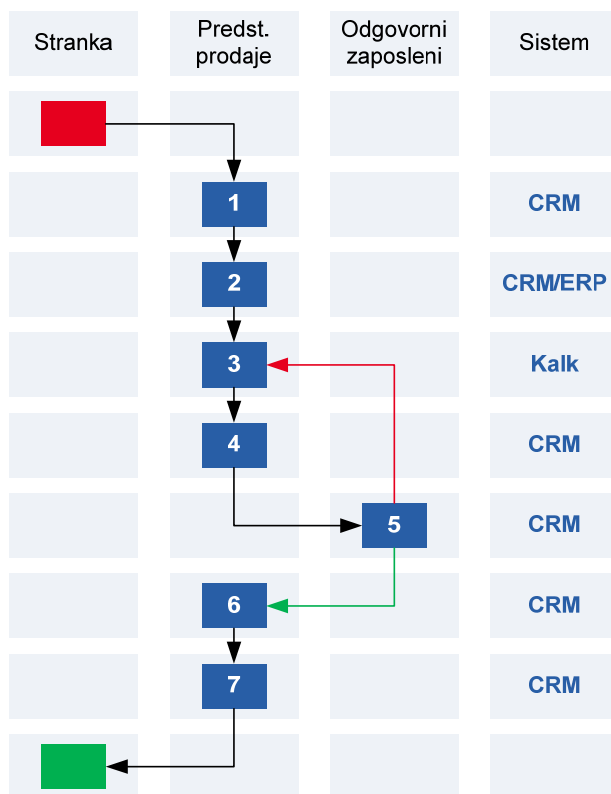 Stranka
Predst.
prodaje
Odgovorni
zaposleni
Sistem
1
CRM
2
CRM/ERP
3
Kalk
4
CRM
5
CRM
6
CRM
7
CRM